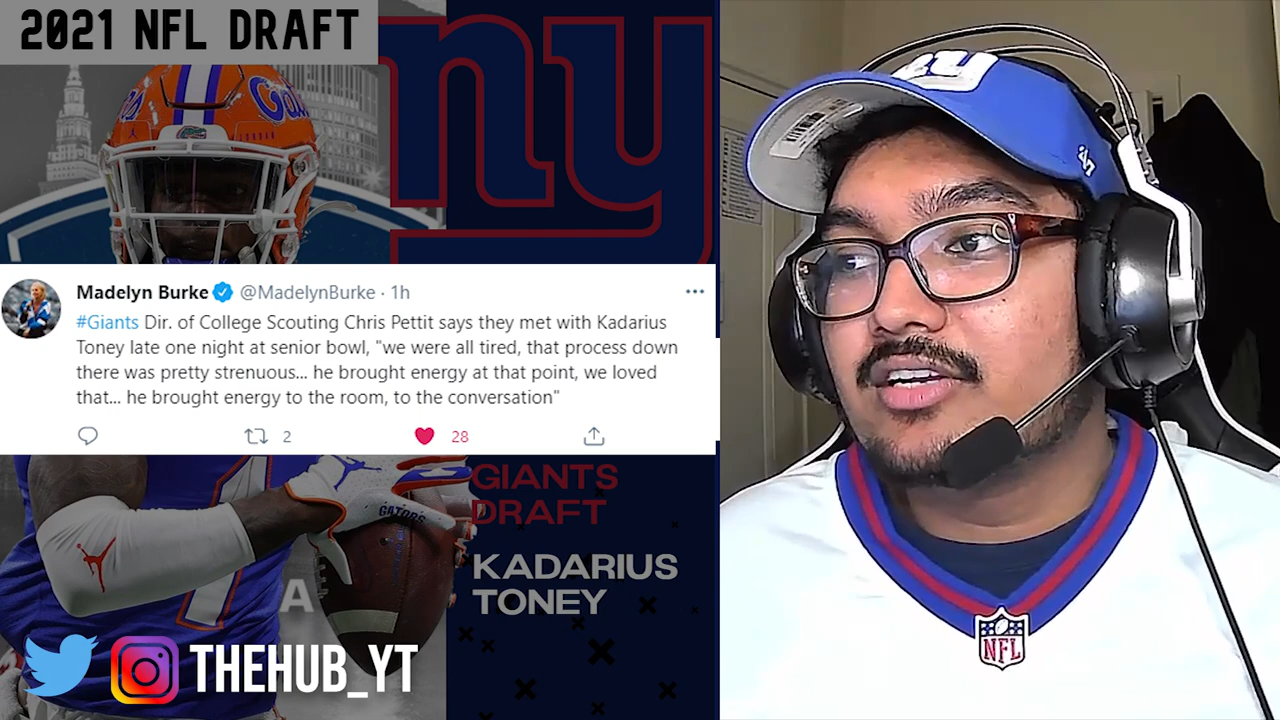 2021 NFL DRAFT
ny
Madelyn Burke @MadelynBurke · 1h
#Giants Dir. of College Scouting Chris Pettit says they met with Kadarius
Toney late one night at senior bowl, "we were all tired, that process down
there was pretty strenuous... he brought energy at that point, we loved
that... he brought energy to the room, to the conversation"
2 28
GIANTS
DRAFT
KADARIUS
TONEY
GATORS
1
A
THEHUB_YT
ny
47
NFL